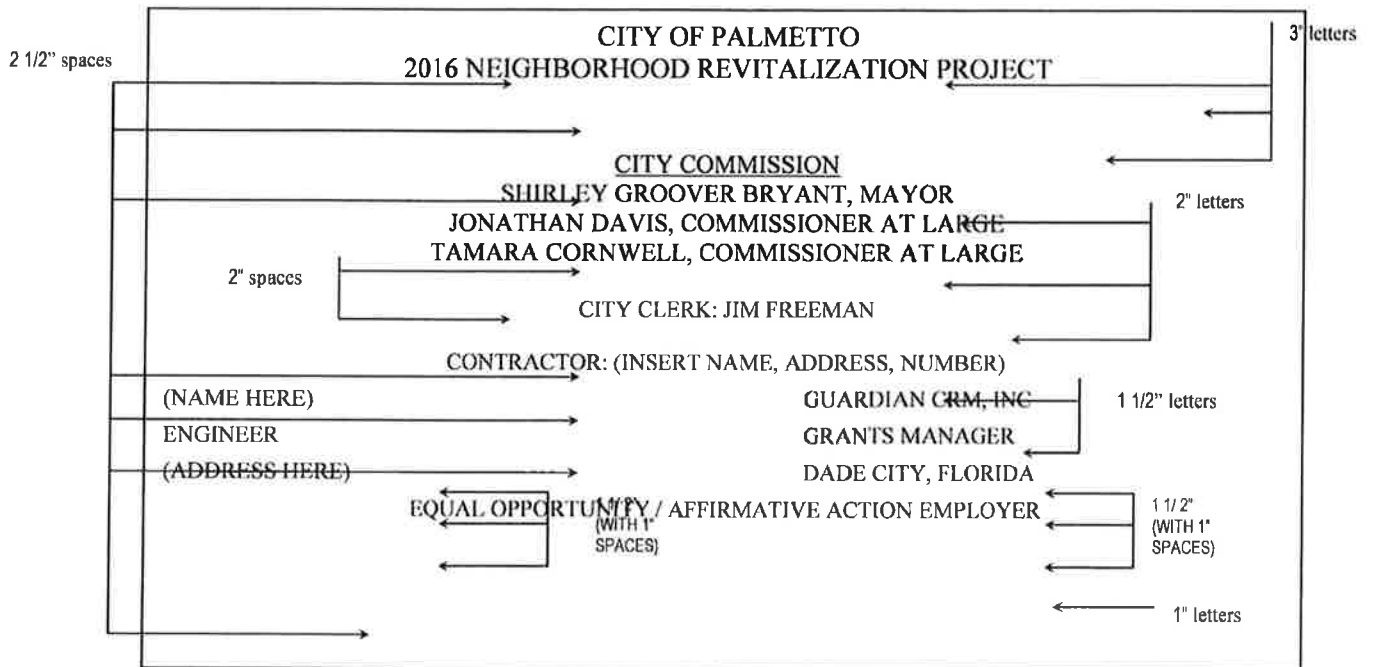 CITY OF PALMETTO
3" letters
2 1/2" spaces
2016 NEIGHBORHOOD REVITALIZATION PROJECT
CITY COMMISSION
SHIRLEY GROOVER BRYANT, MAYOR
2" letters
JONATHAN DAVIS, COMMISSIONER AT LARGE
TAMARA CORNWELL, COMMISSIONER AT LARGE
2" spaces
CITY CLERK: JIM FREEMAN
CONTRACTOR: (INSERT NAME, ADDRESS, NUMBER)
(NAME HERE) GUARDIAN CRM, INC 1 1/2" letters
ENGINEER GRANTS MANAGER
(ADDRESS HERE) DADE CITY, FLORIDA
EQUAL OPPORTUNITY / AFFIRMATIVE ACTION EMPLOYER
1 1/2"
(WITH 1"
SPACES)
1 1/ 2"
(WITH 1"
SPACES)
1" letters